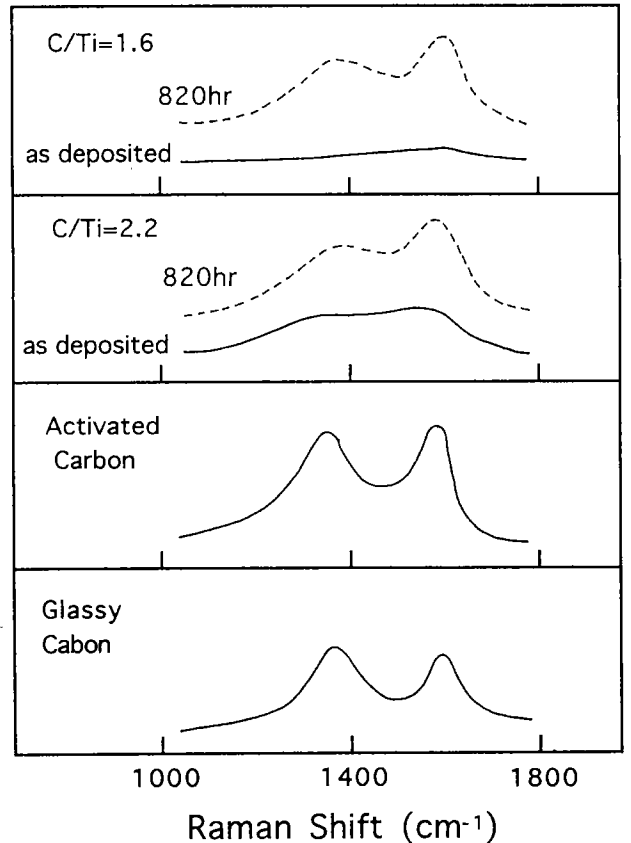 C/Ti=1.6
820hr
as deposited
C/Ti=2.2
820hr
as deposited
Activated
Carbon
Glassy
Cabon
1000 1400 1800
Raman Shift (cm-1)